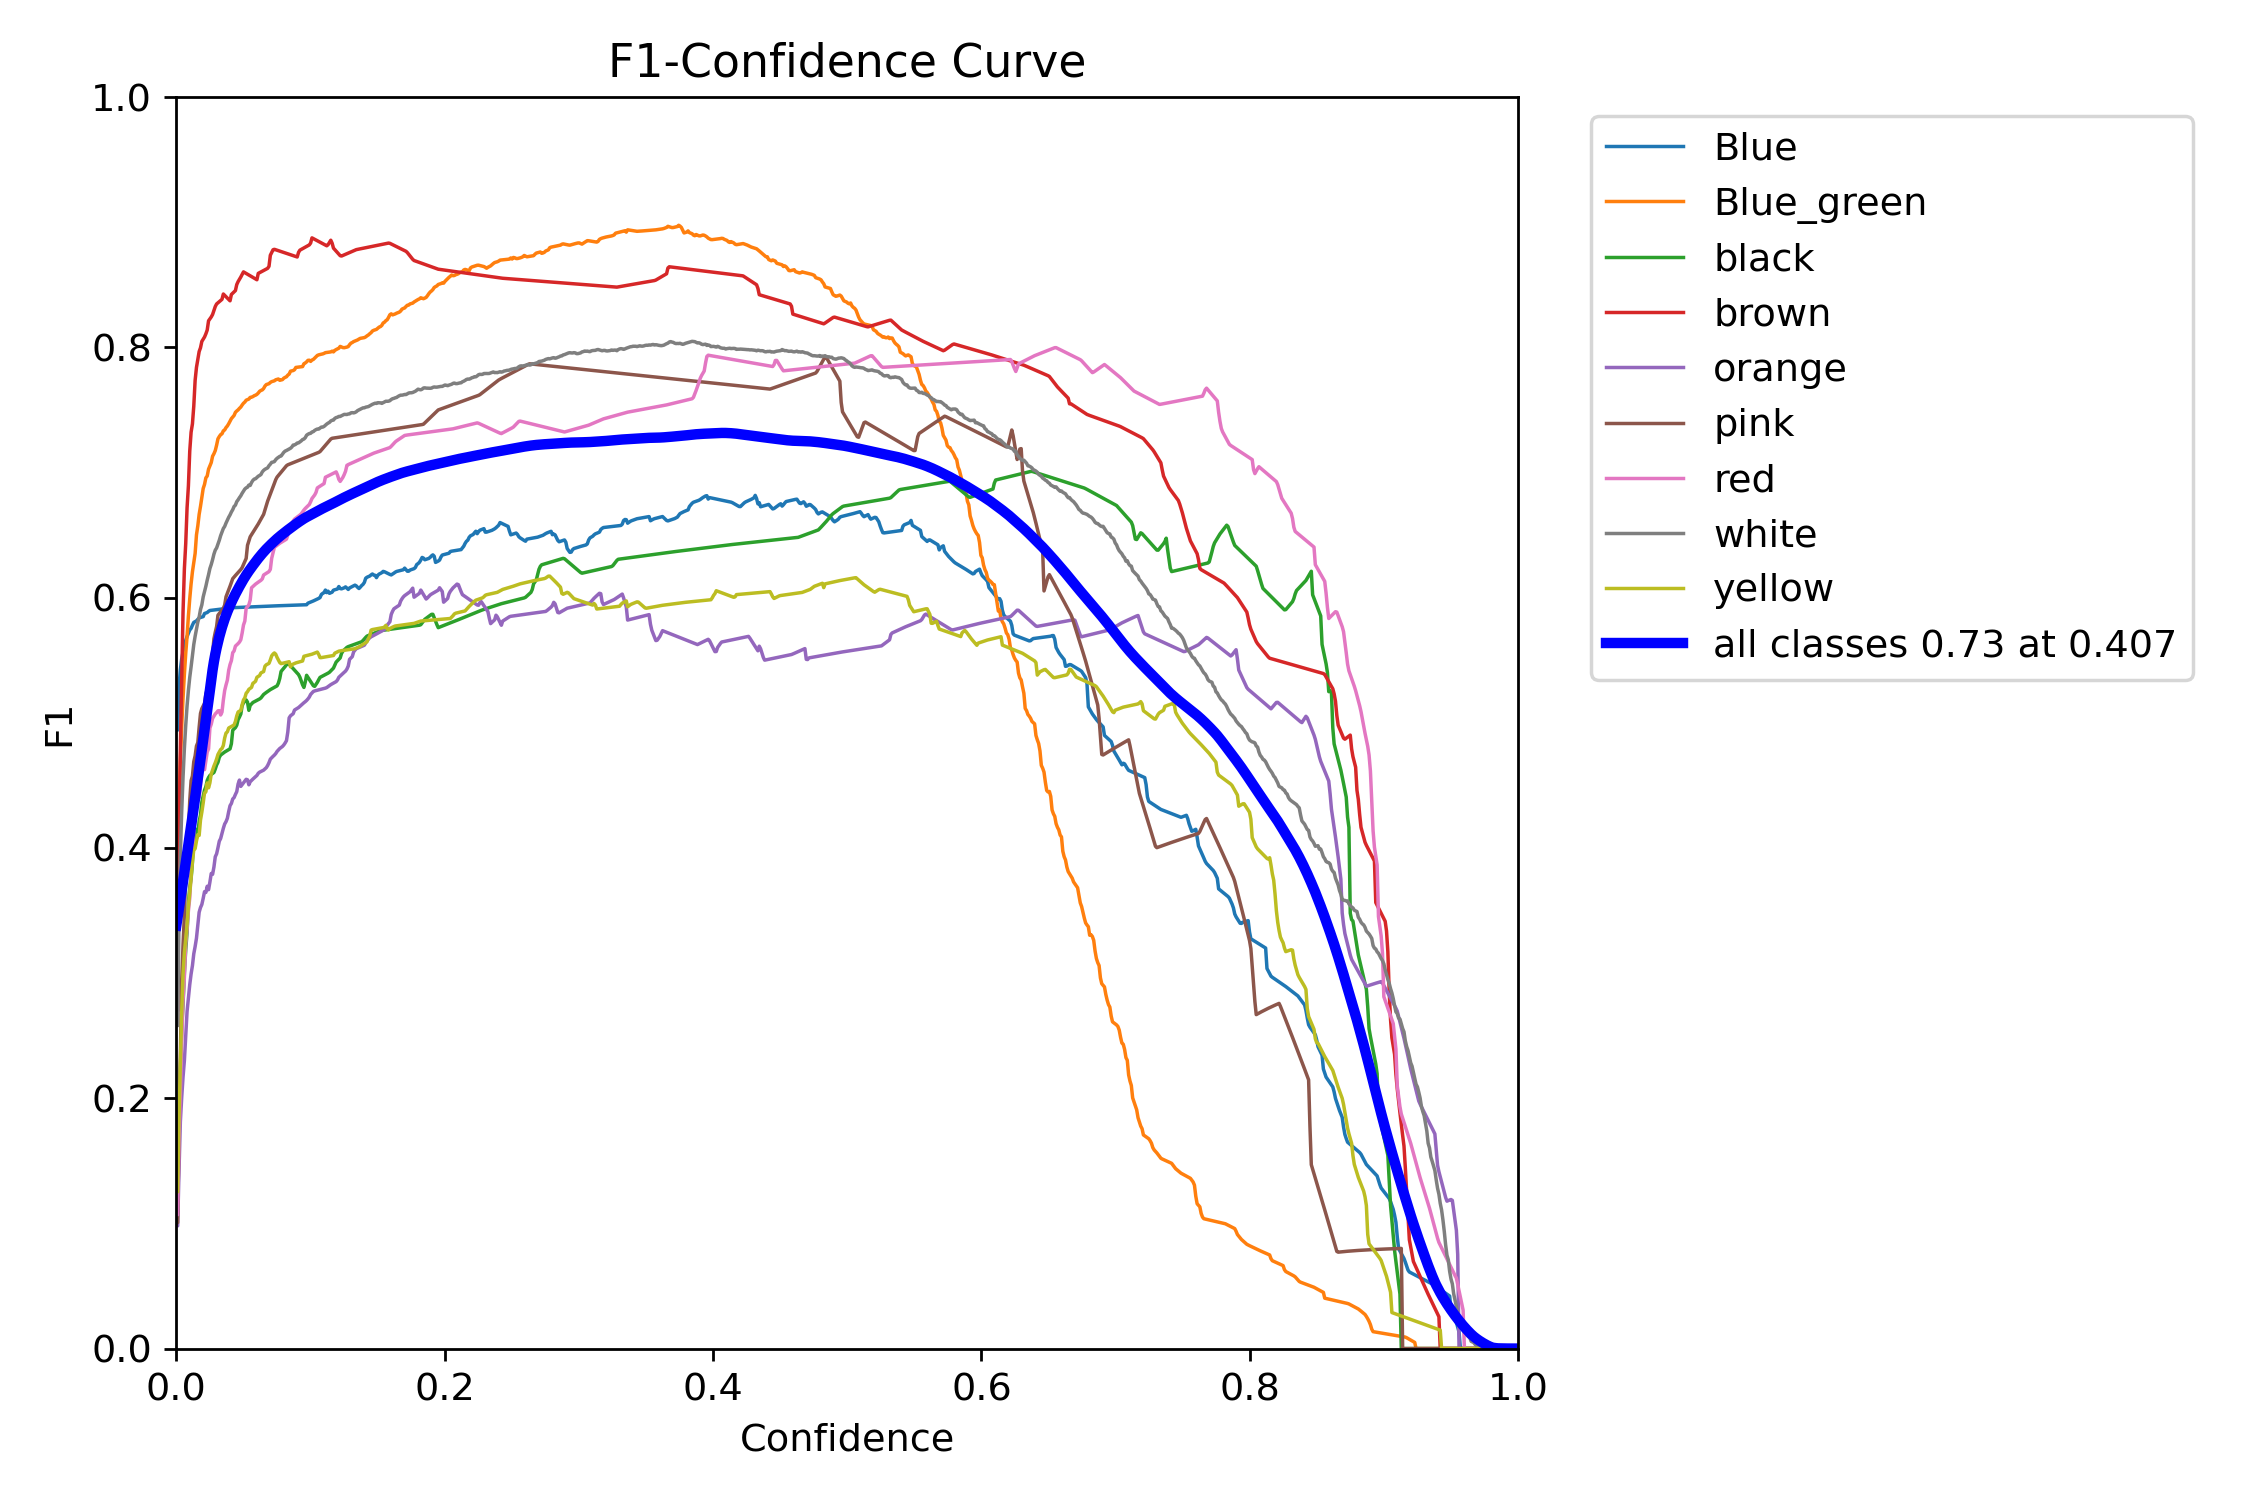 F1-Confidence Curve
1.0
0.8
0.6
0.4
0.2
0.0
F1
0.0 0.2 0.4 0.6 0.8 1.0
Confidence
Blue
Blue_green
black
brown
orange
pink
red
white
yellow
all classes 0.73 at 0.407